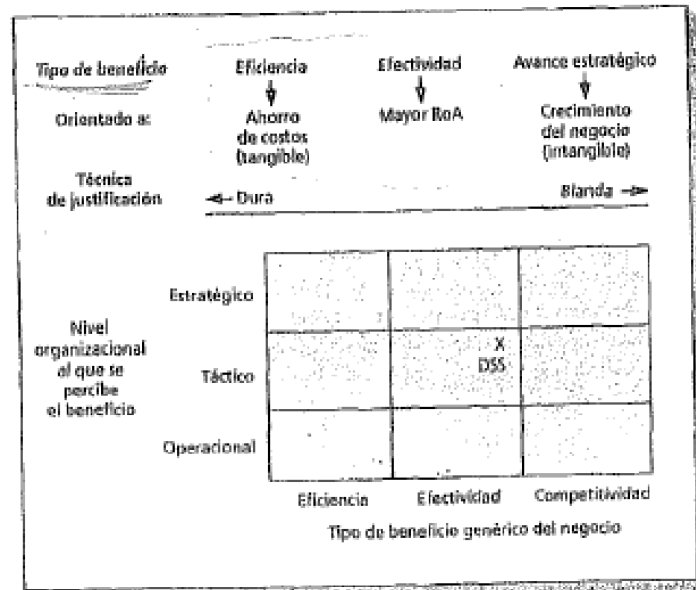 Tipo de beneficio Eficiencia Efectividad Avance estratégico
Orientado a: Ahorro Mayor RoA Crecimiento
de costos del negocio
(tangible) (intangible)
Técnica
de justificación Dura Blanda
Estratégico
Nivel
organizacional
al que se
percibe
el beneficio
Táctico
X
DSS
Operacional
Eficiencia Efectividad Competitividad
Tipo de beneficio genérico del negocio